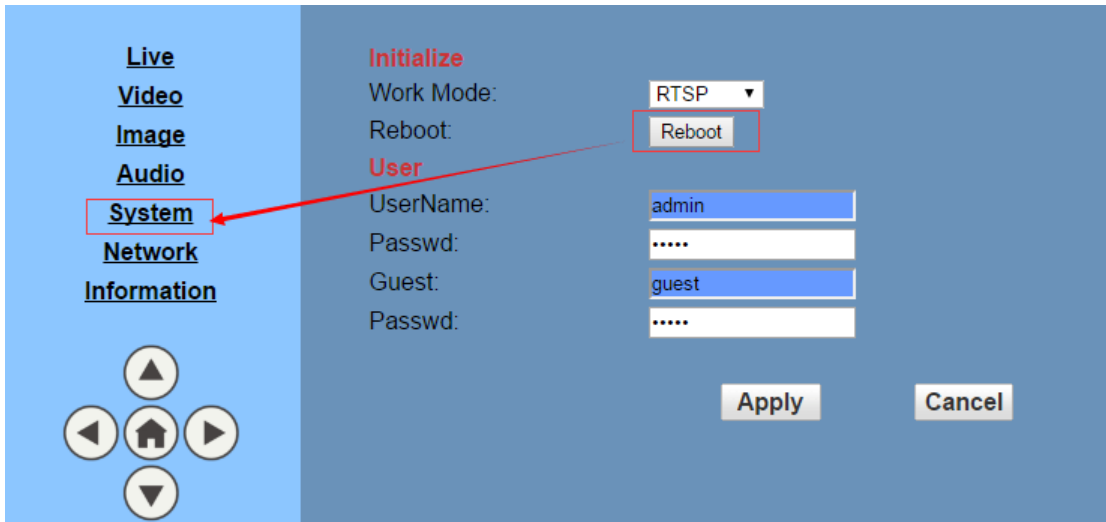 Live
Video
Image
Audio
System
Network
Information
Initialize
Work Mode: RTSP
Reboot: Reboot
User
UserName: admin
Passwd: •••••
Guest: guest
Passwd: •••••
Apply Cancel